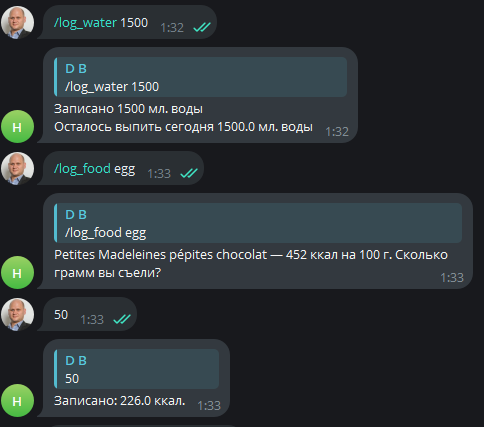 /log_water 1500 1:32
D B
/log_water 1500
Записано 1500 мл. воды
Осталось выпить сегодня 1500.0 мл. воды 1:32
/log_food egg 1:33
D B
/log_food egg
Petites Madeleines pépites chocolat — 452 ккал на 100 г. Сколько
грамм вы съели?
1:33
50 1:33
D B
50
Записано: 226.0 ккал. 1:33
H
H
H